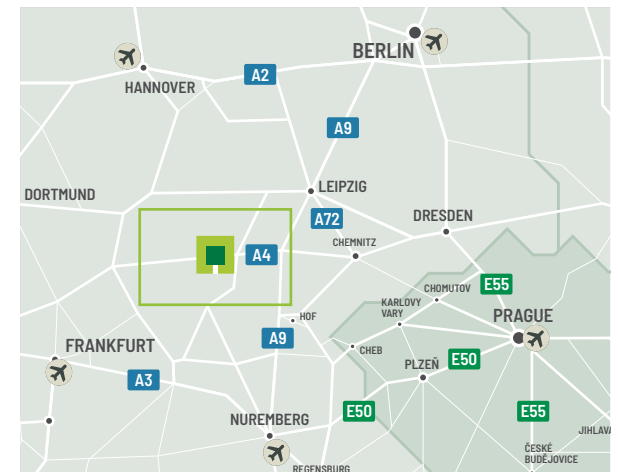 BERLIN
A2
HANNOVER
A9
DORTMUND
LEIPZIG
A72
DRESDEN
CHEMNITZ
A4
E55
CHOMUTOV
KARLOVY
VARY
HOF
PRAGUE
A9
FRANKFURT
CHEB
PLZEŇ
E50
A3
NUREMBERG
E50
E55
JIHLAVA
ČESKÉ
BUDĚJOVICE
REGENSBURG